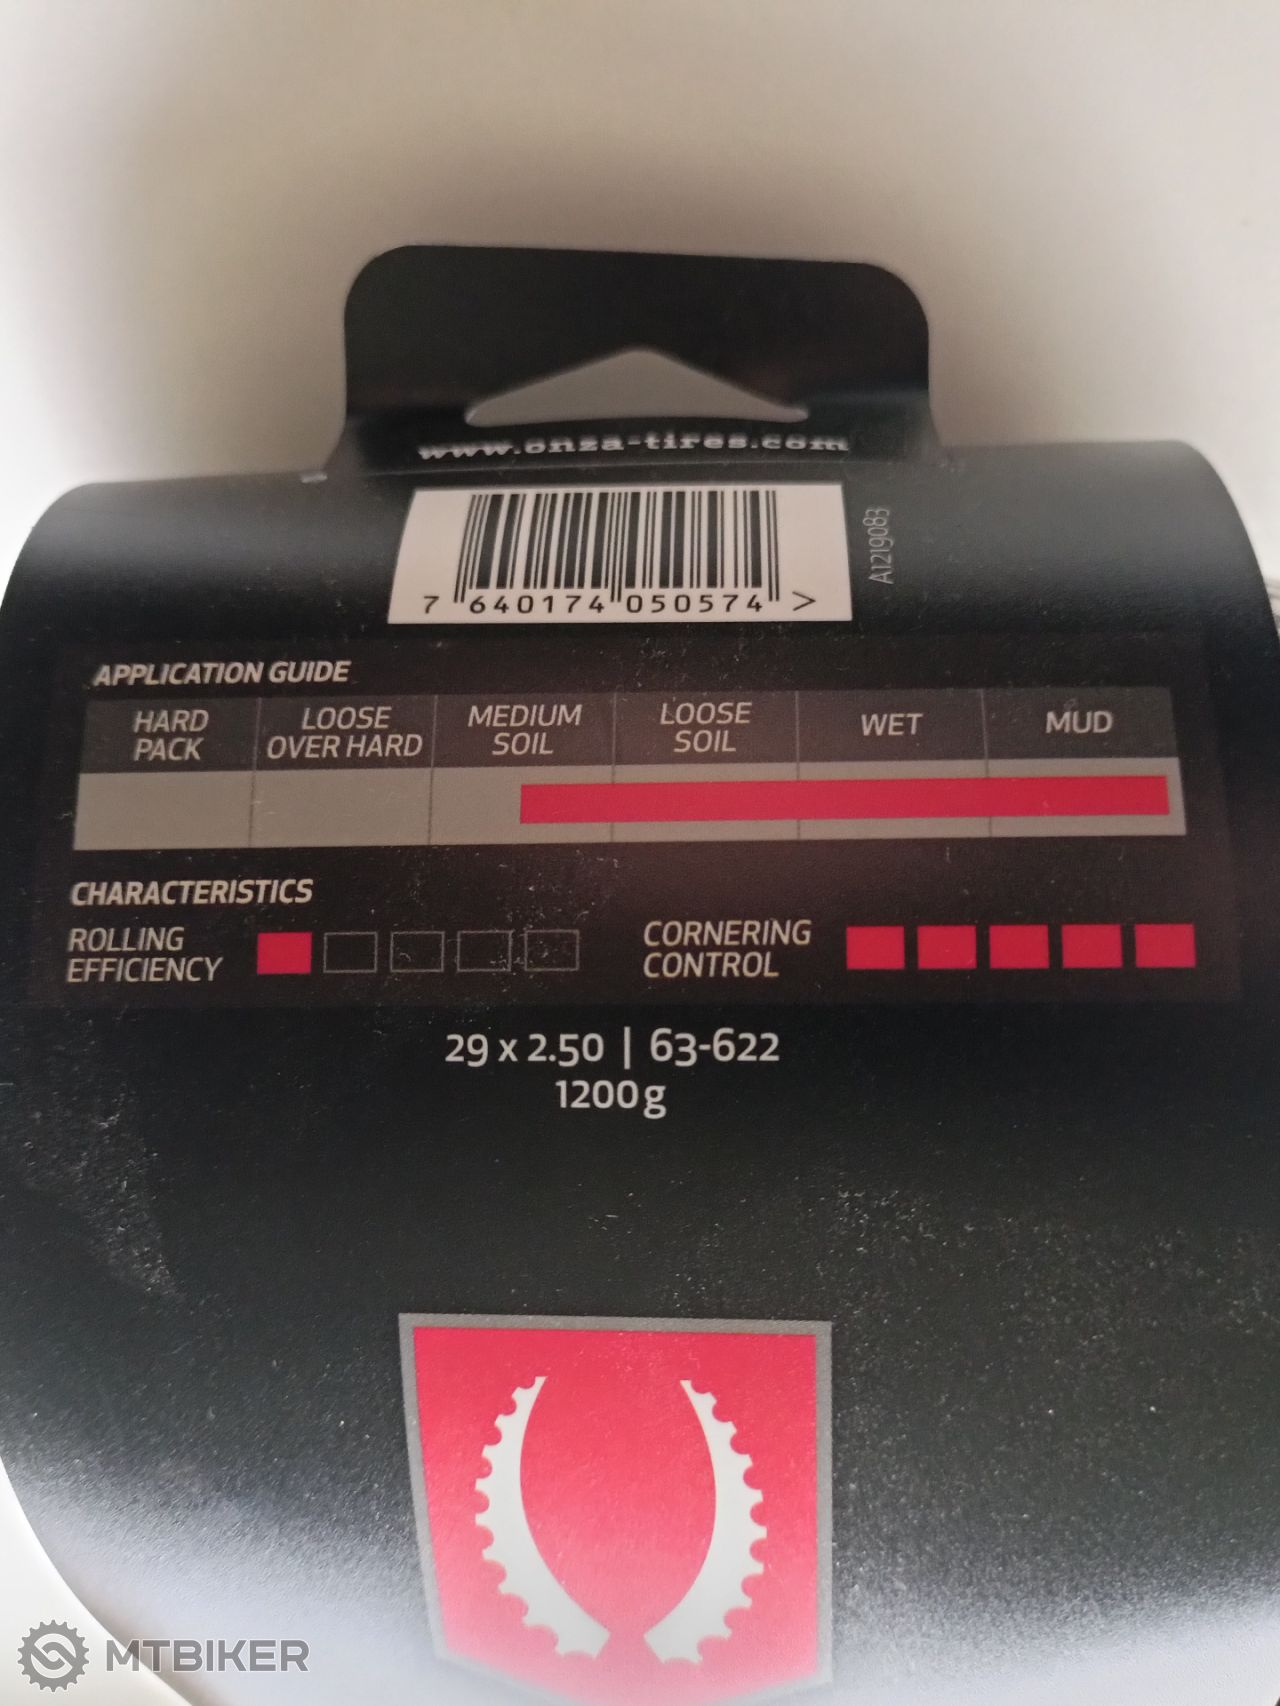 www.onza-tires.com
7 640174 050574 >
A1219083
APPLICATION GUIDE
HARD PACK
LOOSE OVER HARD
MEDIUM SOIL
LOOSE SOIL
WET
MUD
CHARACTERISTICS
ROLLING EFFICIENCY
CORNERING CONTROL
29 x 2.50 | 63-622
1200g
MTBIKER